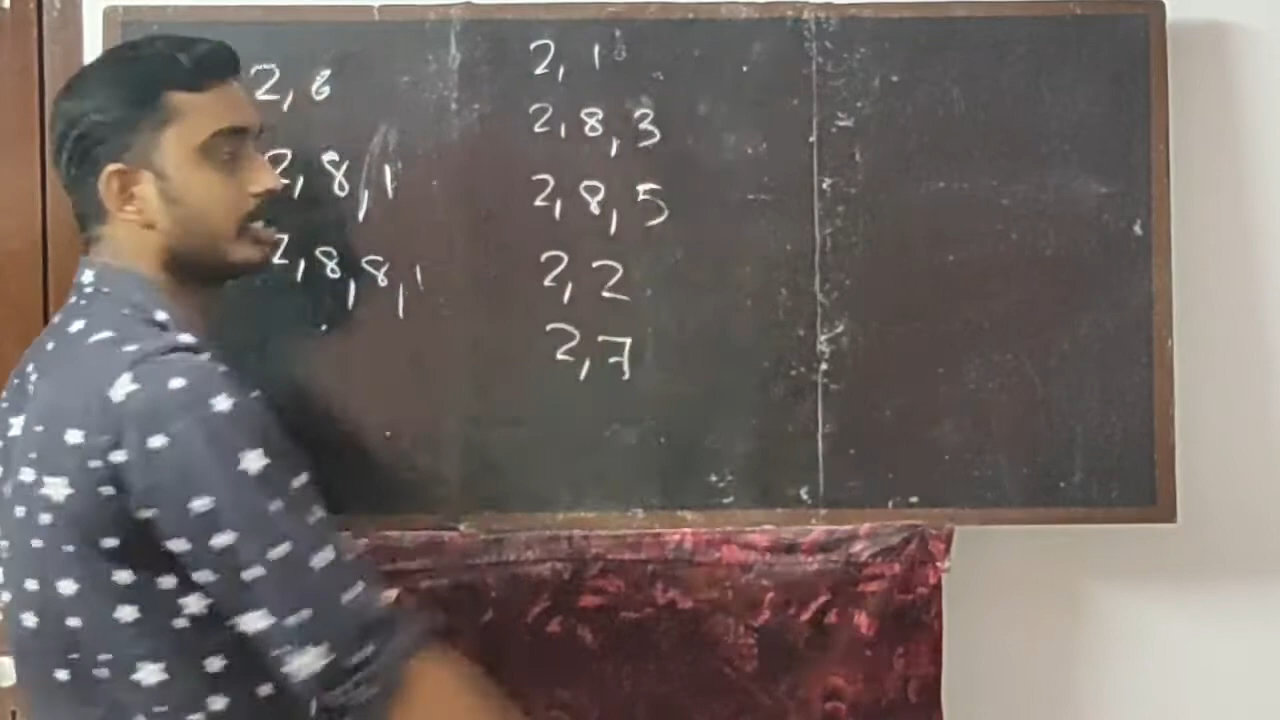 2, 6
2, 8, 1
2, 8, 8, 1
2, 1
2, 8, 3
2, 8, 5
2, 2
2, 7